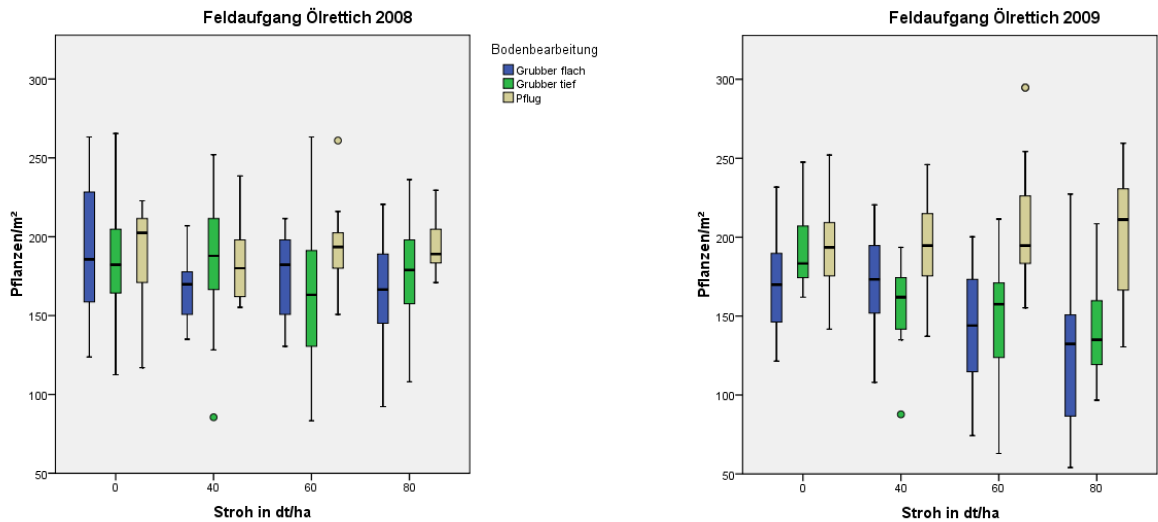 Feldaufgang Ölrettich 2008
300
250
200
150
100
50
Pflanzen/m²
0
40
60
80
Stroh in dt/ha
Bodenbearbeitung
Grubber flach
Grubber tief
Pflug
Feldaufgang Ölrettich 2009
300
250
200
150
100
50
Pflanzen/m²
0
40
60
80
Stroh in dt/ha